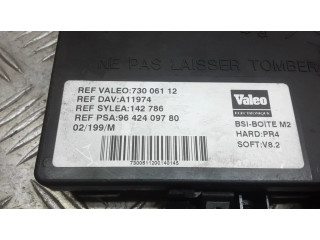 NE PAS LAISSER TOMBER
REF VALEO:730 061 12
REF DAV:A11974
REF SYLEA:142 786
REF PSA:96 424 097 80
02/199/M
Valeo
BSI-BOITE M2
HARD:PR4
SOFT:V8.2
7300611200140143